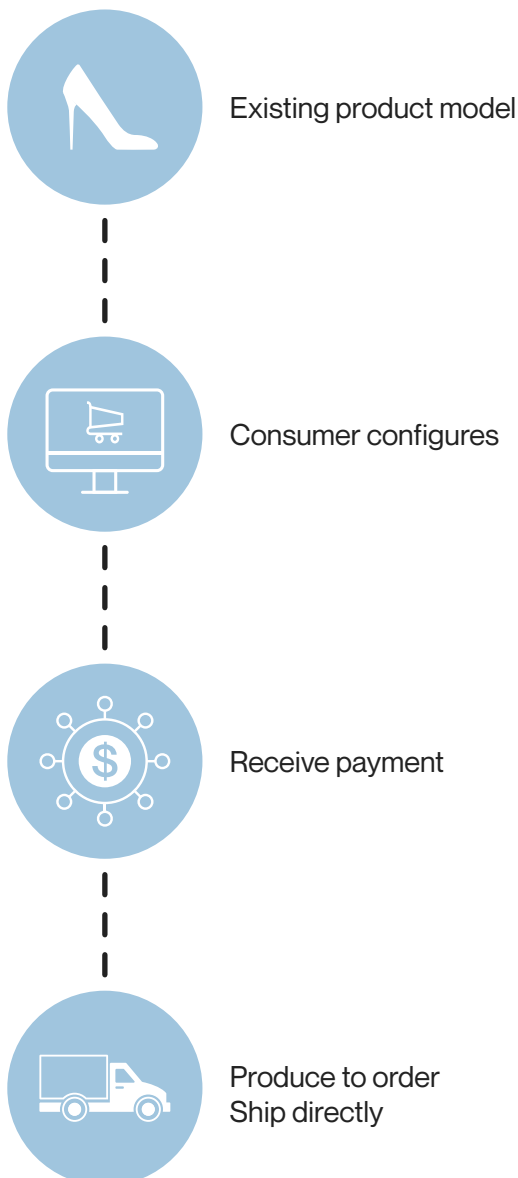 Existing product model
Consumer configures
$
Receive payment
Produce to order
Ship directly